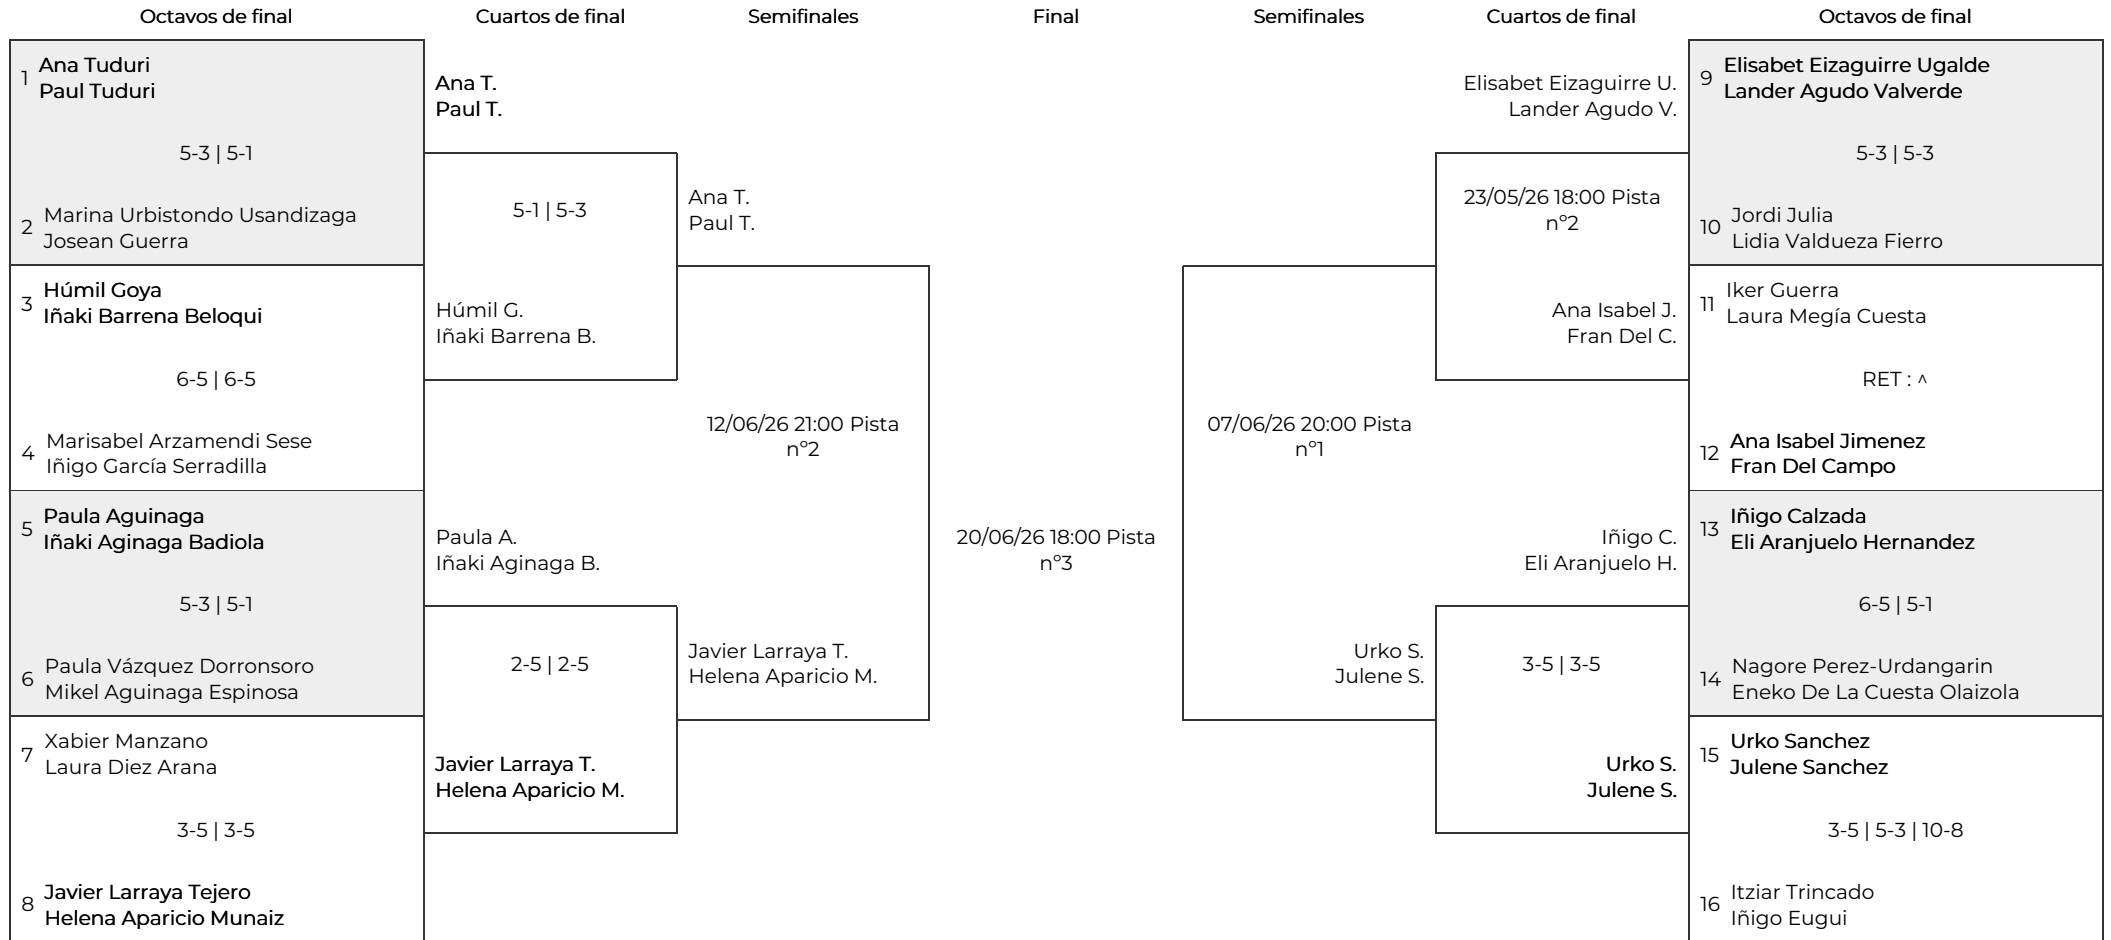 Octavos de final
Cuartos de final
Semifinales
Final
Semifinales
Cuartos de final
Octavos de final
1
Ana Tuduri
Paul Tuduri
5-3 | 5-1
2
Marina Urbistondo Usandizaga
Josean Guerra
3
Húmil Goya
Iñaki Barrena Beloqui
6-5 | 6-5
4
Marisabel Arzamendi Sese
Iñigo García Serradilla
5
Paula Aguinaga
Iñaki Aginaga Badiola
5-3 | 5-1
6
Paula Vázquez Dorronsoro
Mikel Aguinaga Espinosa
7
Xabier Manzano
Laura Diez Arana
3-5 | 3-5
8
Javier Larraya Tejero
Helena Aparicio Munaiz
Ana T.
Paul T.
5-1 | 5-3
Húmil G.
Iñaki Barrena B.
Paula A.
Iñaki Aginaga B.
2-5 | 2-5
Javier Larraya T.
Helena Aparicio M.
Ana T.
Paul T.
12/06/26 21:00 Pista
nº2
Javier Larraya T.
Helena Aparicio M.
20/06/26 18:00 Pista
nº3
07/06/26 20:00 Pista
nº1
Urko S.
Julene S.
Elisabet Eizaguirre U.
Lander Agudo V.
23/05/26 18:00 Pista
nº2
Ana Isabel J.
Fran Del C.
Iñigo C.
Eli Aranjuelo H.
3-5 | 3-5
Urko S.
Julene S.
9
Elisabet Eizaguirre Ugalde
Lander Agudo Valverde
5-3 | 5-3
10
Jordi Julia
Lidia Valdueza Fierro
11
Iker Guerra
Laura Megía Cuesta
RET : ^
12
Ana Isabel Jimenez
Fran Del Campo
13
Iñigo Calzada
Eli Aranjuelo Hernandez
6-5 | 5-1
14
Nagore Perez-Urdangarin
Eneko De La Cuesta Olaizola
15
Urko Sanchez
Julene Sanchez
3-5 | 5-3 | 10-8
16
Itziar Trincado
Iñigo Eugui